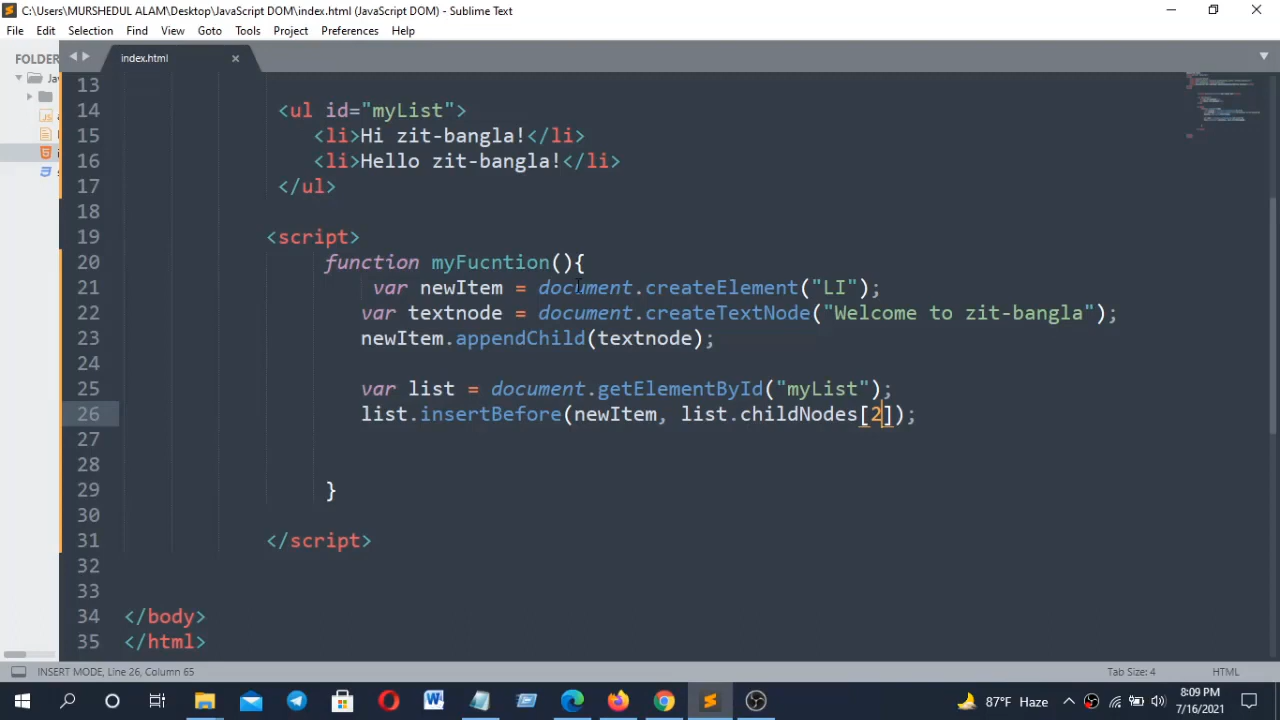 C:\Users\MURSHEDUL ALAM\Desktop\JavaScript DOM\index.html (JavaScript DOM) - Sublime Text
File Edit Selection Find View Goto Tools Project Preferences Help
FOLDER
index.html
Ja
13
14 <ul id="myList">
15 <li>Hi zit-bangla!</li>
16 <li>Hello zit-bangla!</li>
17 </ul>
18
19 <script>
20 function myFucntion(){
21 var newItem = document.createElement("LI");
22 var textnode = document.createTextNode("Welcome to zit-bangla");
23 newItem.appendChild(textnode);
24
25 var list = document.getElementById("myList");
26 list.insertBefore(newItem, list.childNodes[2]);
27
28
29 }
30
31 </script>
32
33
34 </body>
35 </html>
INSERT MODE, Line 26, Column 65 Tab Size: 4 HTML
87°F Haze
8:09 PM
7/16/2021